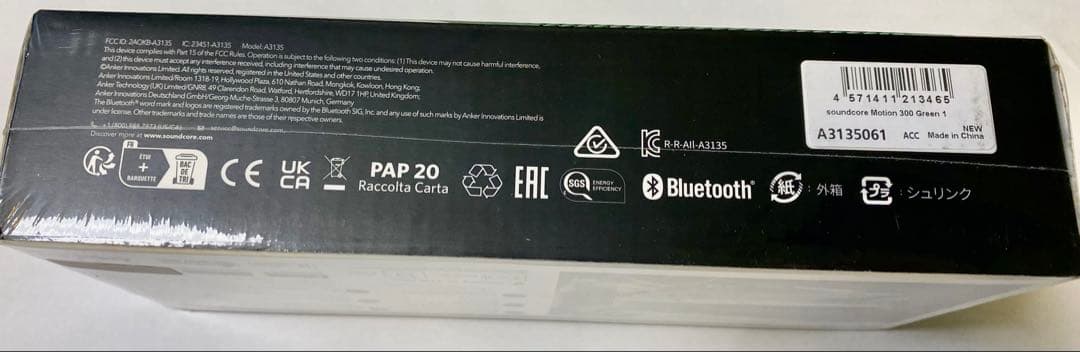 FCC ID: 2AOKB-A3135 IC: 23451-A3135 Model: A3135
This device complies with Part 15 of the FCC Rules. Operation is subject to the following two conditions: (1) This device may not cause harmful interference,
and (2) this device must accept any interference received, including interference that may cause undesired operation.
©Anker Innovations Limited. All rights reserved, registered in the United States and other countries.
Anker Innovations Limited/Room 1318-19, Hollywood Plaza, 610 Nathan Road, Mongkok, Kowloon, Hong Kong;
Anker Technology (UK) Limited/GNR8, 49 Clarendon Road, Watford, Hertfordshire, WD17 1HP, United Kingdom;
Anker Innovations Deutschland GmbH/Georg-Muche-Strasse 3, 80807 Munich, Germany
The Bluetooth® word mark and logos are registered trademarks owned by the Bluetooth SIG, Inc. and any use of such marks by Anker Innovations Limited is
under license. Other trademarks and trade names are those of their respective owners.
Discover more at www.soundcore.com
4 571411 213465
soundcore Motion 300 Green 1
NEW
A3135061 ACC Made in China
R-R-AII-A3135
FR
ÉTUI
+
BARQUETTE
BAC
DE
TRI
CE
UK
CA
PAP 20
Raccolta Carta
EAC
SGS ENERGY
EFFICIENCY
Bluetooth®
紙 : 外箱
プラ : シュリンク